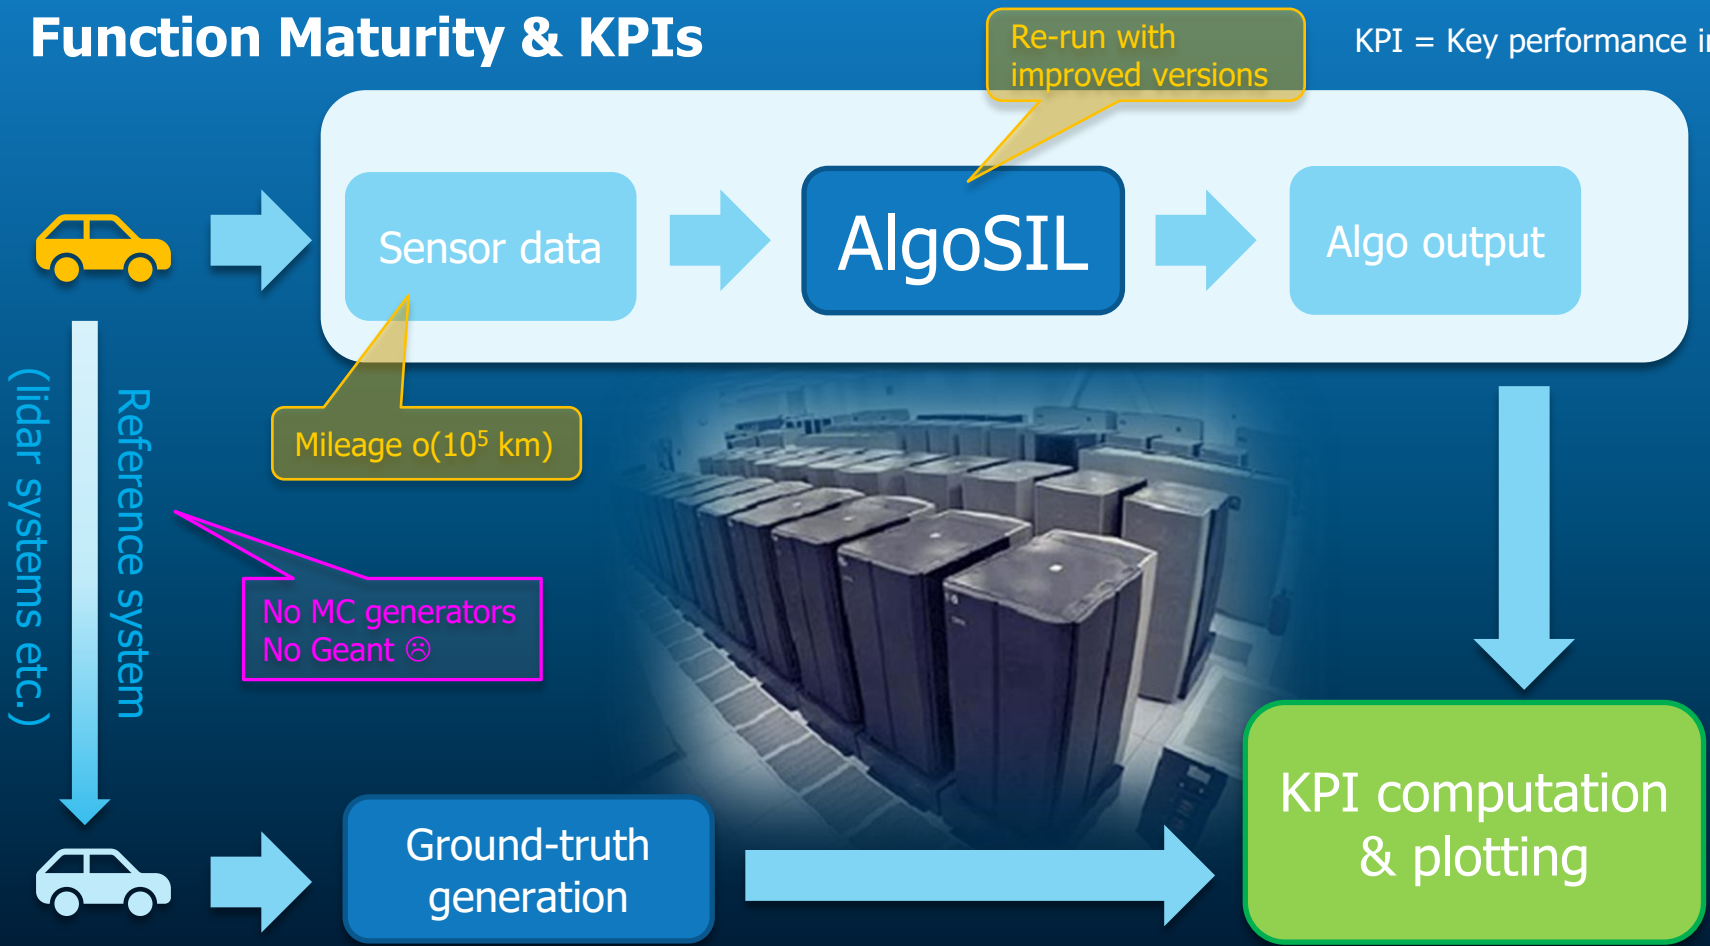 Function Maturity & KPIs
Re-run with
improved versions
KPI = Key performance
Sensor data
AlgoSIL
Algo output
Mileage o(10⁵ km)
Reference system
(lidar systems etc.)
No MC generators
No Geant ☹
Ground-truth
generation
KPI computation
& plotting